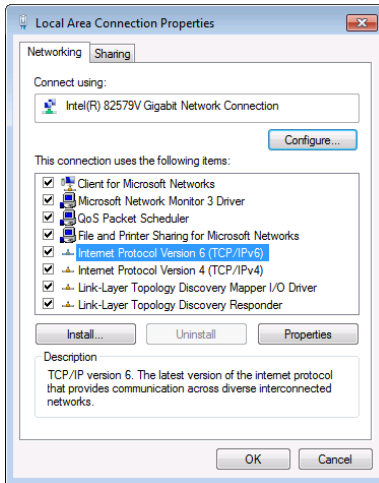 Local Area Connection Properties
Networking Sharing
Connect using:
Intel(R) 82579V Gigabit Network Connection
Configure...
This connection uses the following items:
Client for Microsoft Networks
Microsoft Network Monitor 3 Driver
QoS Packet Scheduler
File and Printer Sharing for Microsoft Networks
Internet Protocol Version 6 (TCP/IPv6)
Internet Protocol Version 4 (TCP/IPv4)
Link-Layer Topology Discovery Mapper I/O Driver
Link-Layer Topology Discovery Responder
Install... Uninstall Properties
Description
TCP/IP version 6. The latest version of the internet protocol
that provides communication across diverse interconnected
networks.
OK Cancel